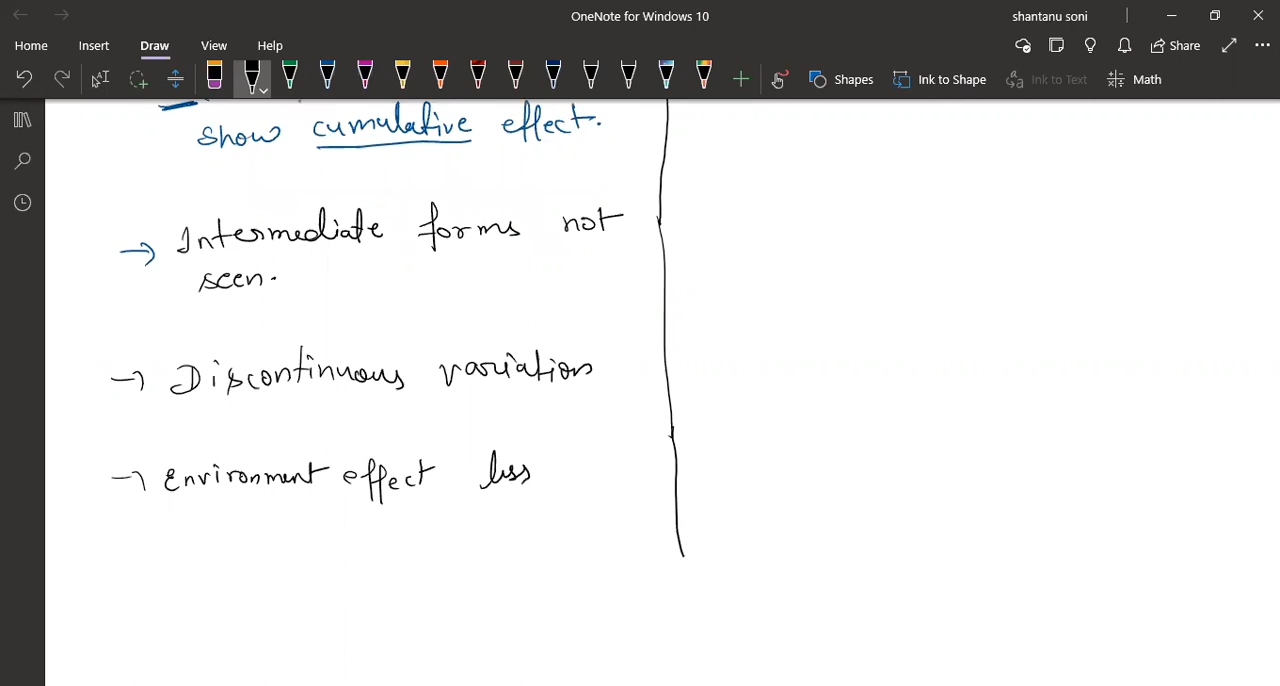 OneNote for Windows 10
shantanu soni
Home Insert Draw View Help
Share
Shapes Ink to Shape Ink to Text Math
show cumulative effect.
→ Intermediate forms not
seen.
→ Discontinuous variation
→ Environment effect less